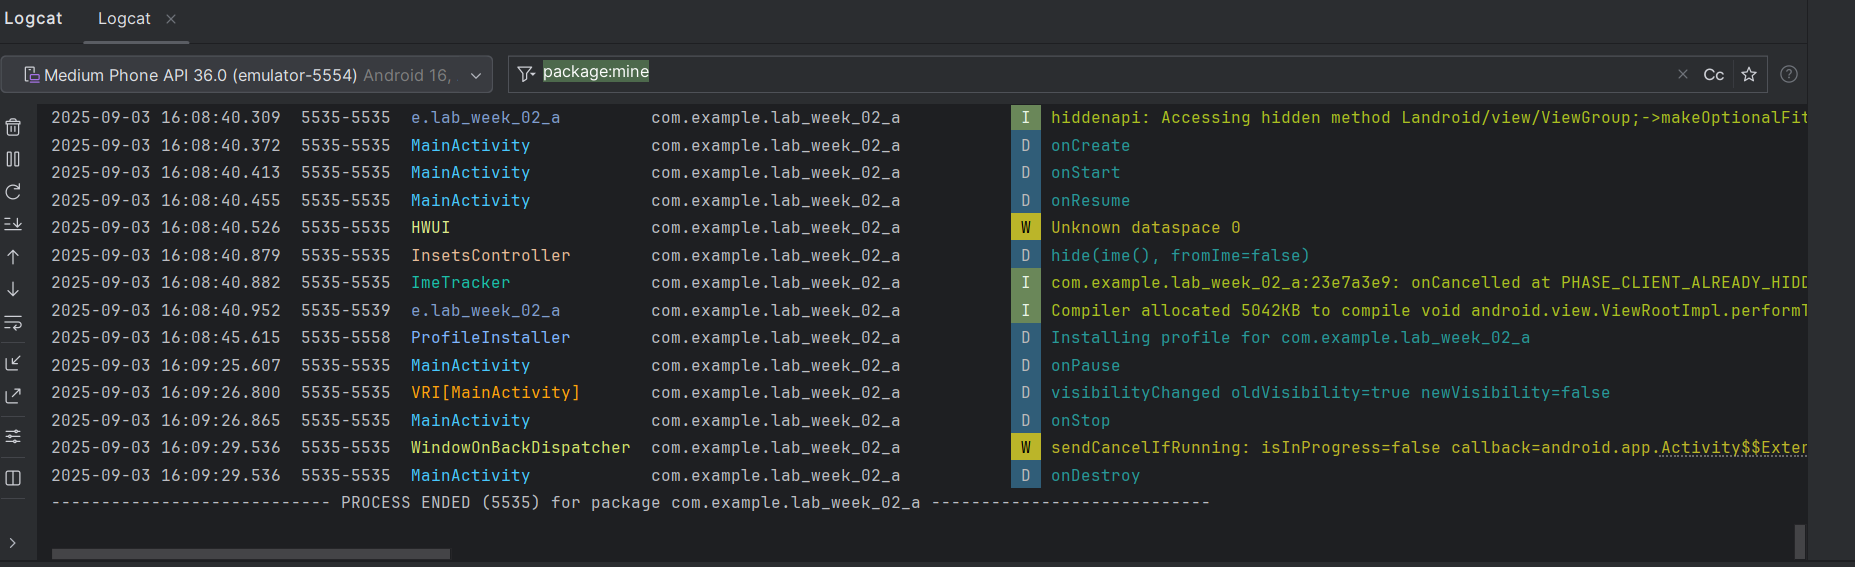 Logcat Logcat
Medium Phone API 36.0 (emulator-5554) Android 16, package:mine Cc
2025-09-03 16:08:40.309 5535-5535 e.lab_week_02_a com.example.lab_week_02_a I hiddenapi: Accessing hidden method Landroid/view/ViewGroup;->makeOptionalFit
2025-09-03 16:08:40.372 5535-5535 MainActivity com.example.lab_week_02_a D onCreate
2025-09-03 16:08:40.413 5535-5535 MainActivity com.example.lab_week_02_a D onStart
2025-09-03 16:08:40.455 5535-5535 MainActivity com.example.lab_week_02_a D onResume
2025-09-03 16:08:40.526 5535-5535 HWUI com.example.lab_week_02_a W Unknown dataspace 0
2025-09-03 16:08:40.879 5535-5535 InsetsController com.example.lab_week_02_a D hide(ime(), fromIme=false)
2025-09-03 16:08:40.882 5535-5535 ImeTracker com.example.lab_week_02_a I com.example.lab_week_02_a:23e7a3e9: onCancelled at PHASE_CLIENT_ALREADY_HIDD
2025-09-03 16:08:40.952 5535-5539 e.lab_week_02_a com.example.lab_week_02_a I Compiler allocated 5042KB to compile void android.view.ViewRootImpl.performT
2025-09-03 16:08:45.615 5535-5558 ProfileInstaller com.example.lab_week_02_a D Installing profile for com.example.lab_week_02_a
2025-09-03 16:09:25.607 5535-5535 MainActivity com.example.lab_week_02_a D onPause
2025-09-03 16:09:26.800 5535-5535 VRI[MainActivity] com.example.lab_week_02_a D visibilityChanged oldVisibility=true newVisibility=false
2025-09-03 16:09:26.865 5535-5535 MainActivity com.example.lab_week_02_a D onStop
2025-09-03 16:09:29.536 5535-5535 WindowOnBackDispatcher com.example.lab_week_02_a W sendCancelIfRunning: isInProgress=false callback=android.app.Activity$$Exter
2025-09-03 16:09:29.536 5535-5535 MainActivity com.example.lab_week_02_a D onDestroy
---------------------------- PROCESS ENDED (5535) for package com.example.lab_week_02_a ----------------------------